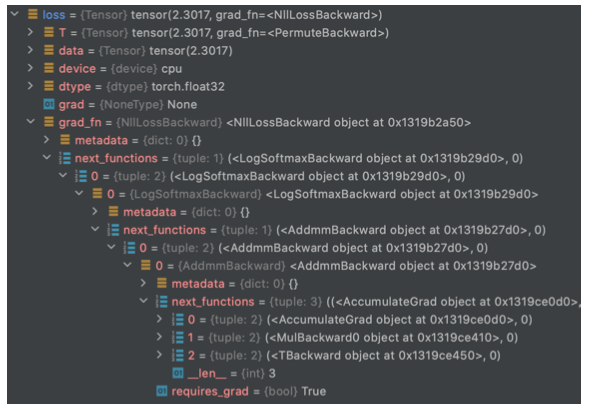 loss = {Tensor} tensor(2.3017, grad_fn=<NllLossBackward>)
T = {Tensor} tensor(2.3017, grad_fn=<PermuteBackward>)
data = {Tensor} tensor(2.3017)
device = {device} cpu
dtype = {dtype} torch.float32
01 grad = {NoneType} None
grad_fn = {NllLossBackward} <NllLossBackward object at 0x1319b2a50>
metadata = {dict: 0} {}
next_functions = {tuple: 1} (<LogSoftmaxBackward object at 0x1319b29d0>, 0)
0 = {tuple: 2} (<LogSoftmaxBackward object at 0x1319b29d0>, 0)
0 = {LogSoftmaxBackward} <LogSoftmaxBackward object at 0x1319b29d0>
metadata = {dict: 0} {}
next_functions = {tuple: 1} (<AddmmBackward object at 0x1319b27d0>, 0)
0 = {tuple: 2} (<AddmmBackward object at 0x1319b27d0>, 0)
0 = {AddmmBackward} <AddmmBackward object at 0x1319b27d0>
metadata = {dict: 0} {}
next_functions = {tuple: 3} ((<AccumulateGrad object at 0x1319ce0d0>,
0 = {tuple: 2} (<AccumulateGrad object at 0x1319ce0d0>, 0)
1 = {tuple: 2} (<MulBackward0 object at 0x1319ce410>, 0)
2 = {tuple: 2} (<TBackward object at 0x1319ce450>, 0)
01 __len__ = {int} 3
01 requires_grad = {bool} True